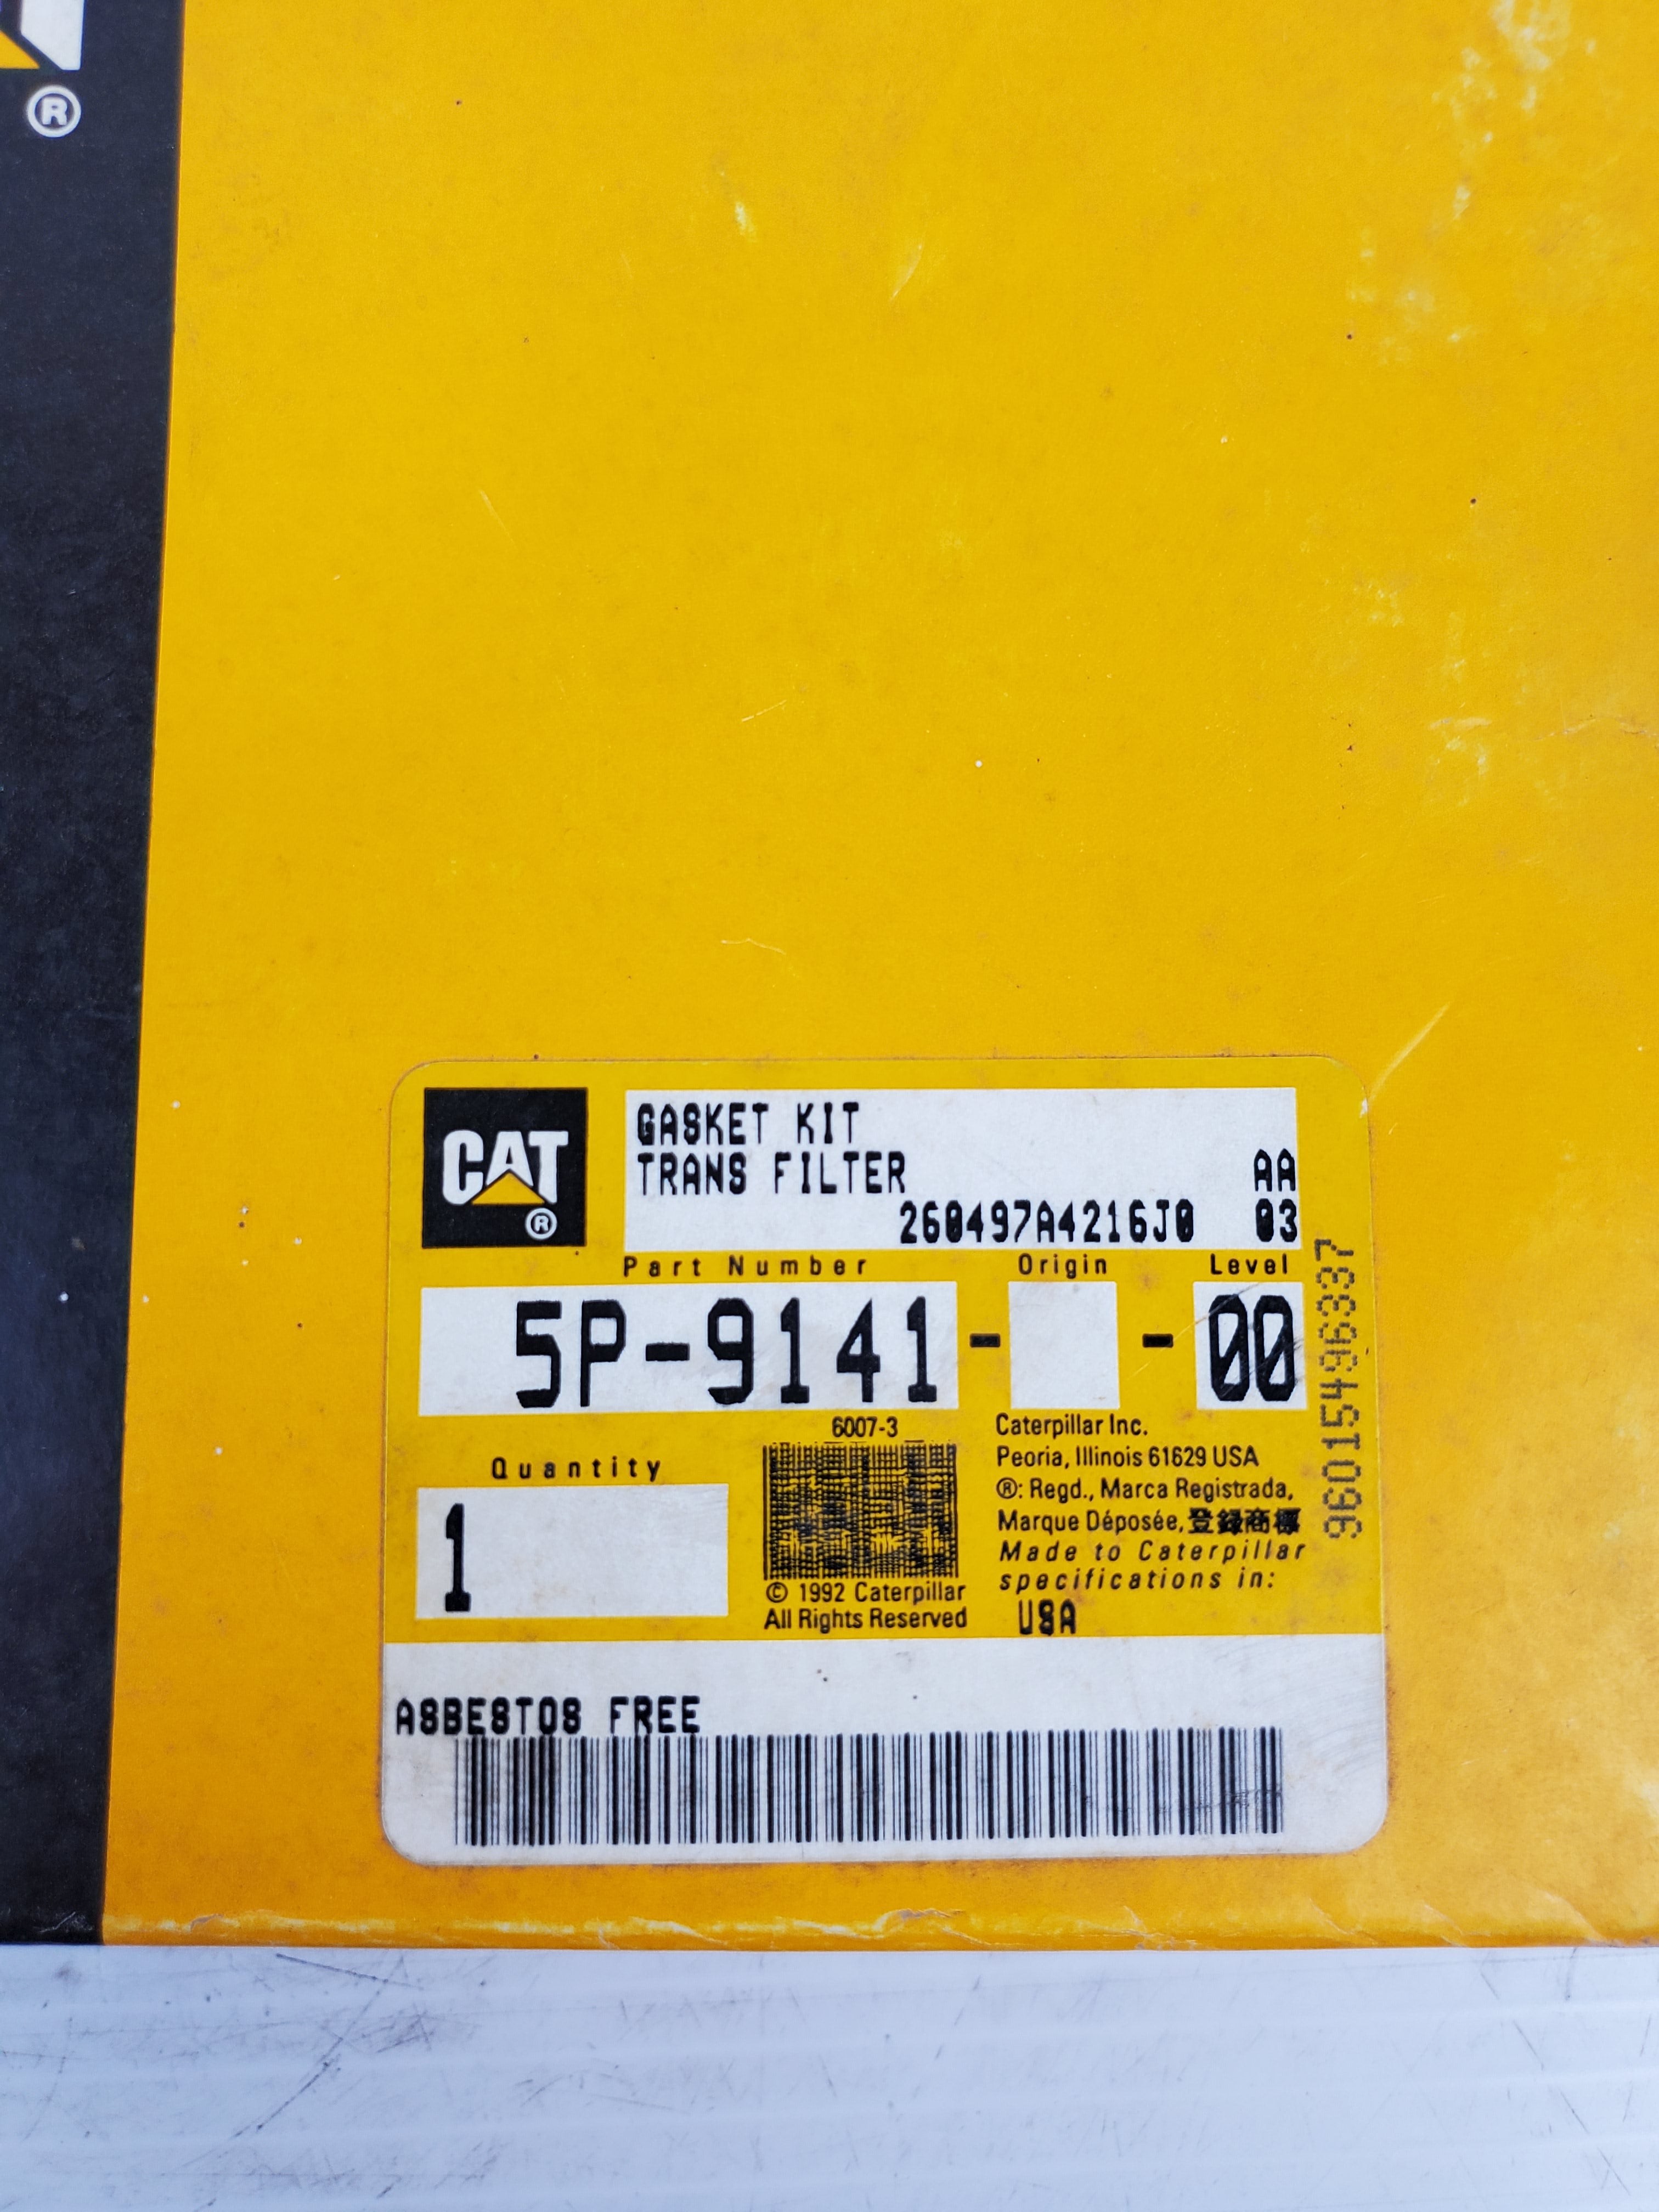 ®
CAT
®
GASKET KIT
TRANS FILTER AA
260497A4216J0 03
Part Number Origin Level
5P-9141 - - 00
96015496337
6007-3
Quantity
1
© 1992 Caterpillar
All Rights Reserved
Caterpillar Inc.
Peoria, Illinois 61629 USA
®: Regd., Marca Registrada,
Marque Déposée, 登録商標
Made to Caterpillar
specifications in:
USA
ASBESTOS FREE